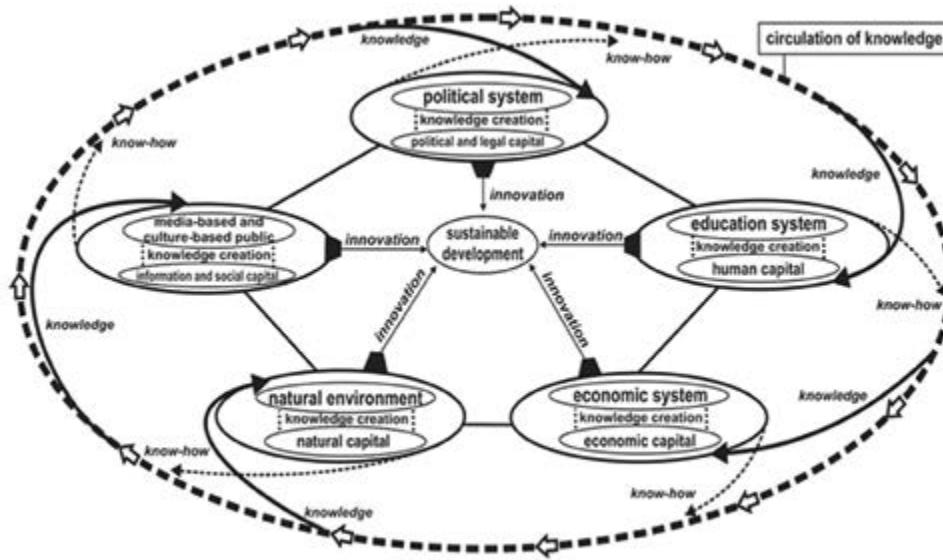 knowledge
know-how
circulation of knowledge
political system
knowledge creation
political and legal capital
know-how
knowledge
innovation
media-based and
culture-based public
knowledge creation
information and social capital
innovation
sustainable
development
innovation
education system
knowledge creation
human capital
know-how
knowledge
innovation
innovation
knowledge
natural environment
knowledge creation
natural capital
economic system
knowledge creation
economic capital
know-how
know-how
knowledge